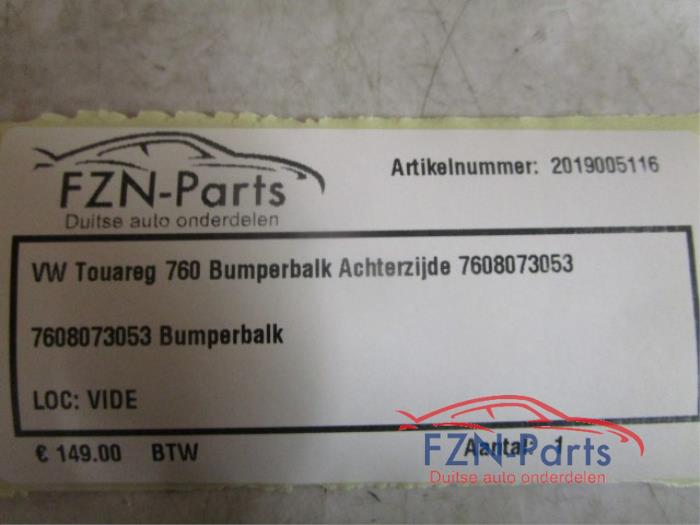 FZN-Parts
Duitse auto onderdelen
Artikelnummer: 2019005116
VW Touareg 760 Bumperbalk Achterzijde 7608073053
7608073053 Bumperbalk
LOC: VIDE
€ 149.00 BTW
Aantal: 1
FZN-Parts
Duitse auto onderdelen